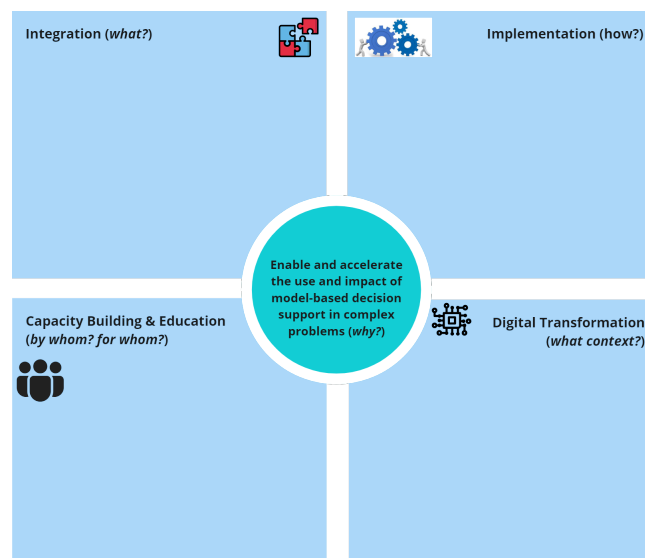 Integration (what?)
Implementation (how?)
Enable and accelerate
the use and impact of
model-based decision
support in complex
problems (why?)
Capacity Building & Education
(by whom? for whom?)
Digital Transformation
(what context?)